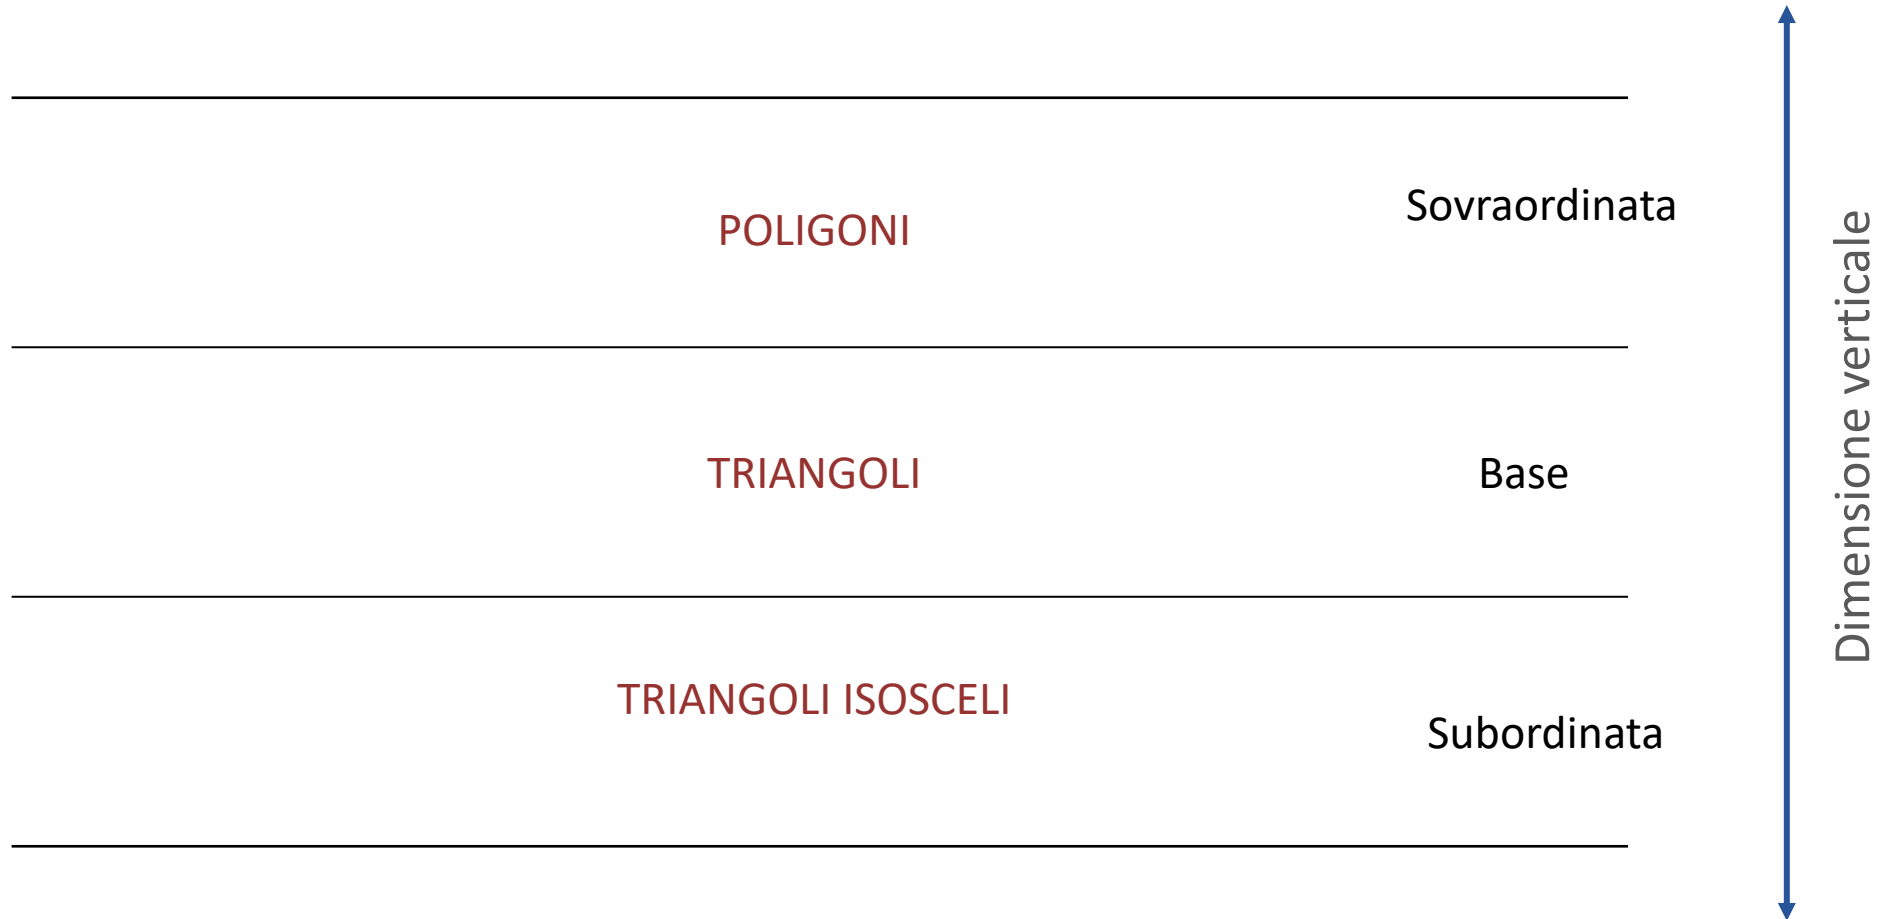 Sovraordinata
POLIGONI
TRIANGOLI
Base
TRIANGOLI ISOSCELI
Subordinata
Dimensione verticale